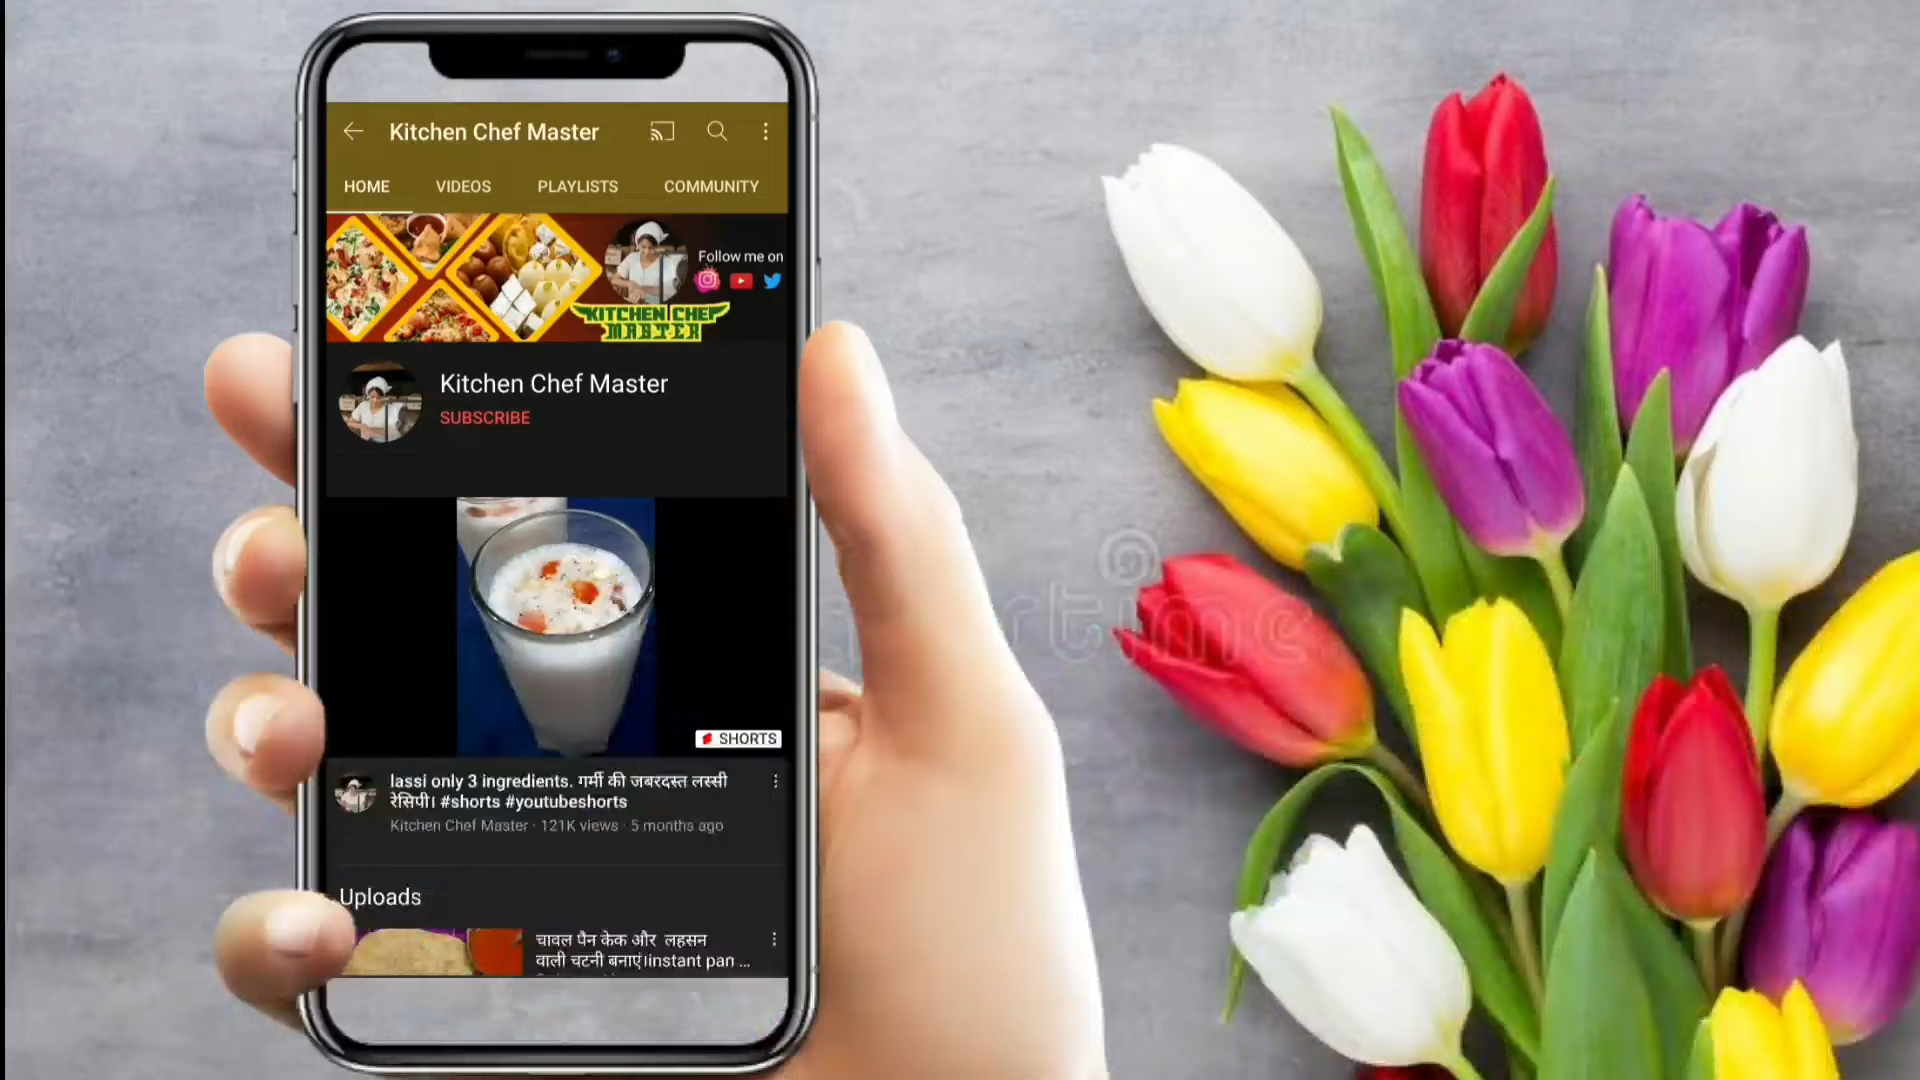 Kitchen Chef Master
HOME VIDEOS PLAYLISTS COMMUNITY
Follow me on
KITCHEN CHEF
MASTER
Kitchen Chef Master
SUBSCRIBE
SHORTS
lassi only 3 ingredients. गर्मी की जबरदस्त लस्सी
रेसिपी। #shorts #youtubeshorts
Kitchen Chef Master · 121K views · 5 months ago
Uploads
चावल पैन केक और लहसन
वाली चटनी बनाएं।instant pan ...